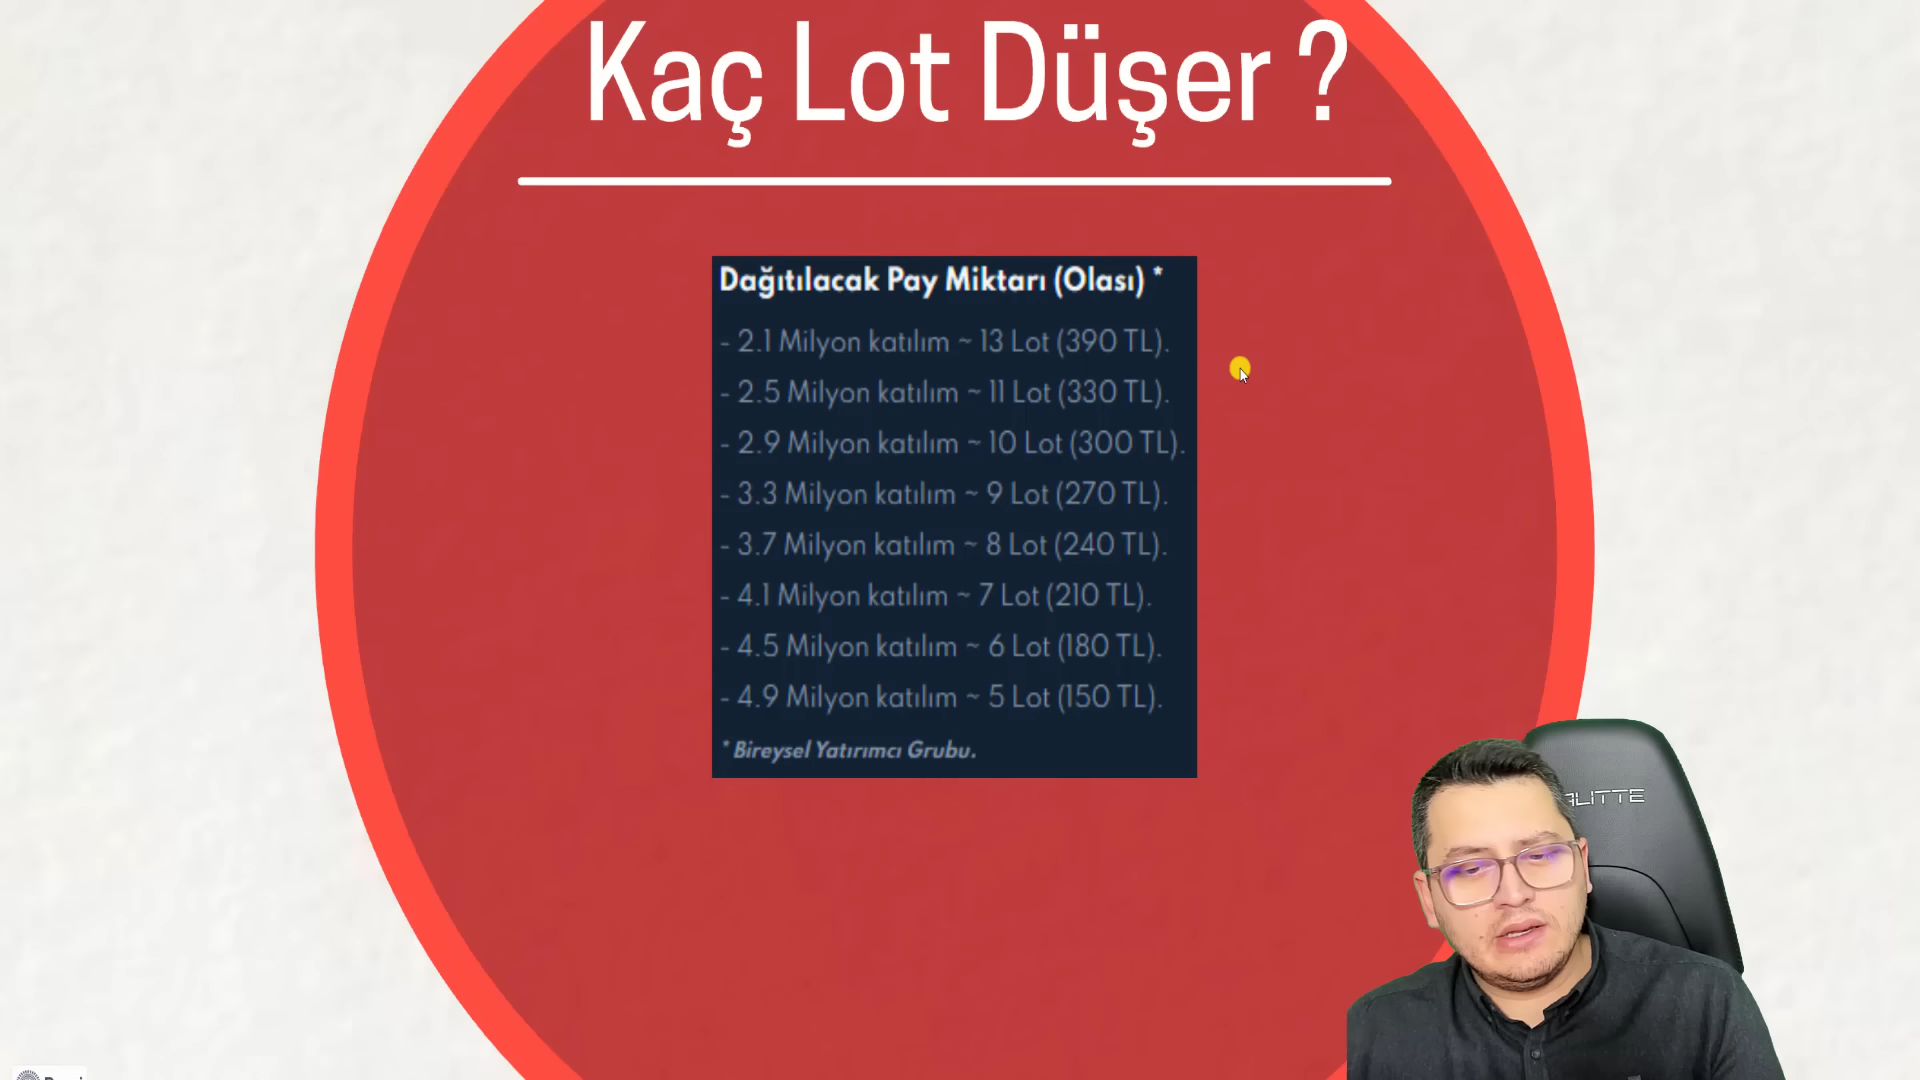 Kaç Lot Düşer ?
Dağıtılacak Pay Miktarı (Olası) *
- 2.1 Milyon katılım ~ 13 Lot (390 TL).
- 2.5 Milyon katılım ~ 11 Lot (330 TL).
- 2.9 Milyon katılım ~ 10 Lot (300 TL).
- 3.3 Milyon katılım ~ 9 Lot (270 TL).
- 3.7 Milyon katılım ~ 8 Lot (240 TL).
- 4.1 Milyon katılım ~ 7 Lot (210 TL).
- 4.5 Milyon katılım ~ 6 Lot (180 TL).
- 4.9 Milyon katılım ~ 5 Lot (150 TL).
* Bireysel Yatırımcı Grubu.